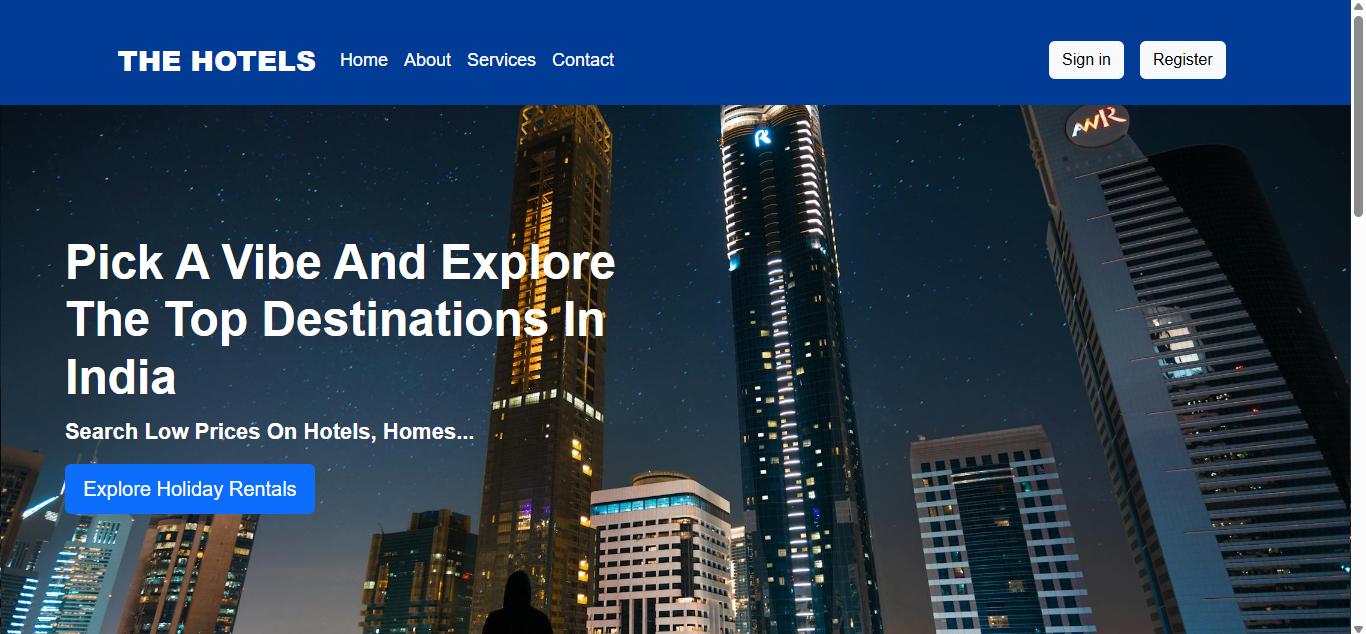 THE HOTELS Home About Services Contact Sign in Register
AWR
R
Pick A Vibe And Explore
The Top Destinations In
India
Search Low Prices On Hotels, Homes...
Explore Holiday Rentals